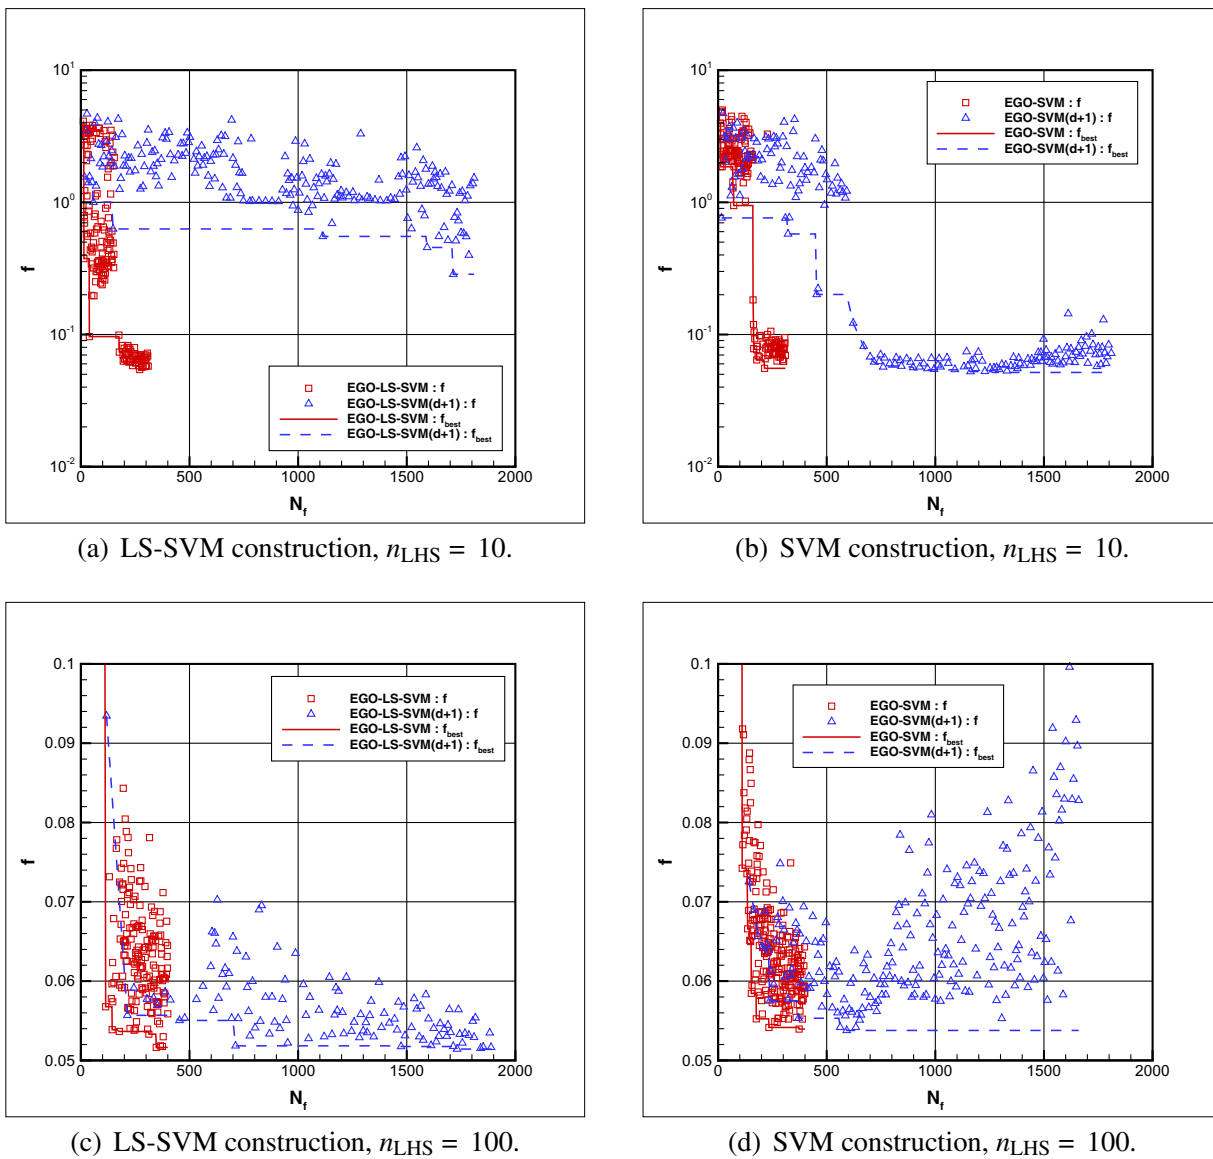 10^1
10^0
10^-1
10^-2
f
0 500 1000 1500 2000
N_f
EGO-LS-SVM : f
EGO-LS-SVM(d+1) : f
EGO-LS-SVM : f_best
EGO-LS-SVM(d+1) : f_best
(a) LS-SVM construction, n_LHS = 10.
10^1
10^0
10^-1
10^-2
f
0 500 1000 1500 2000
N_f
EGO-SVM : f
EGO-SVM(d+1) : f
EGO-SVM : f_best
EGO-SVM(d+1) : f_best
(b) SVM construction, n_LHS = 10.
0.1
0.09
0.08
0.07
0.06
0.05
f
0 500 1000 1500 2000
N_f
EGO-LS-SVM : f
EGO-LS-SVM(d+1) : f
EGO-LS-SVM : f_best
EGO-LS-SVM(d+1) : f_best
(c) LS-SVM construction, n_LHS = 100.
0.1
0.09
0.08
0.07
0.06
0.05
f
0 500 1000 1500 2000
N_f
EGO-SVM : f
EGO-SVM(d+1) : f
EGO-SVM : f_best
EGO-SVM(d+1) : f_best
(d) SVM construction, n_LHS = 100.